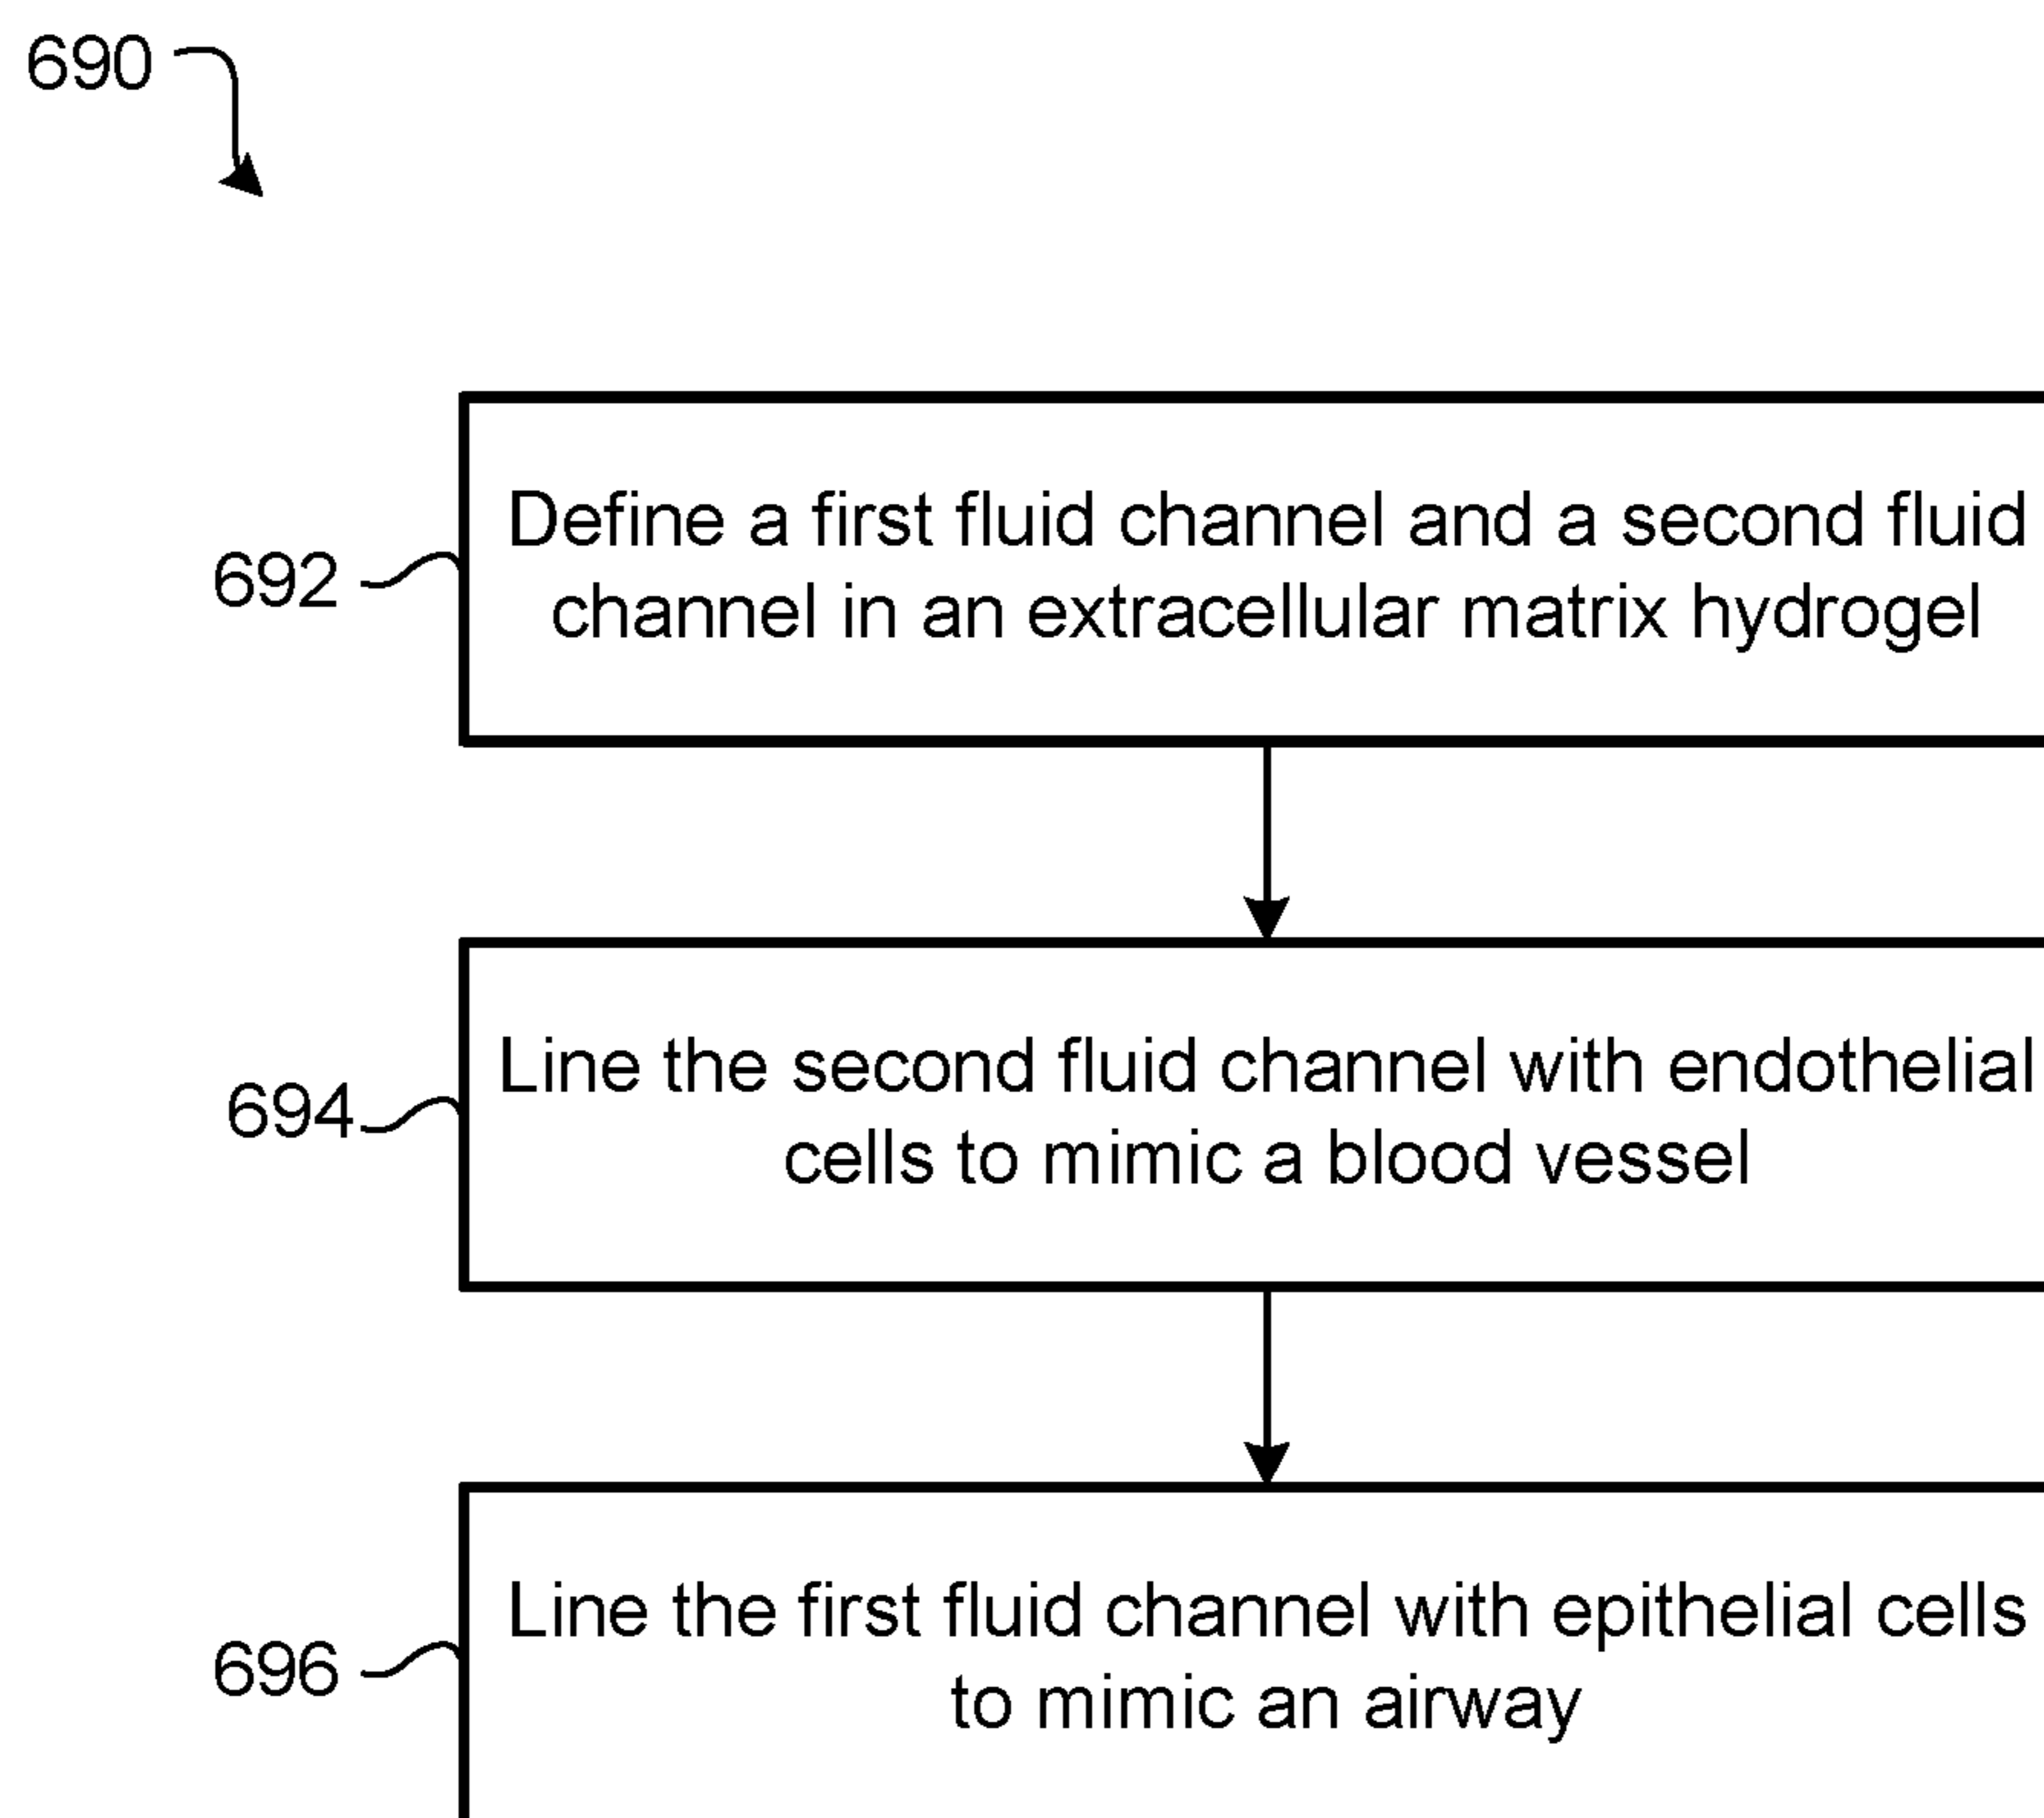 690
Define a first fluid channel and a second fluid
692
channel in an extracellular matrix hydrogel
Line the second fluid channel with endothelial
694
cells to mimic a blood vessel
Line the first fluid channel with epithelial cells
696
to mimic an airway